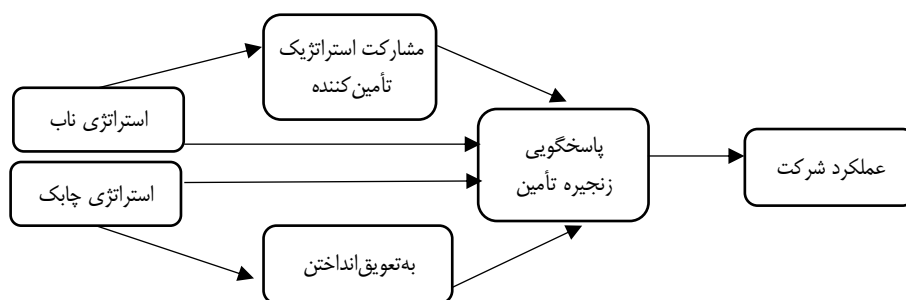 مشارکت استراتژیک
تأمین‌کننده
استراتژی ناب
پاسخگویی
زنجیره تأمین
عملکرد شرکت
استراتژی چابک
به‌تعویق‌انداختن